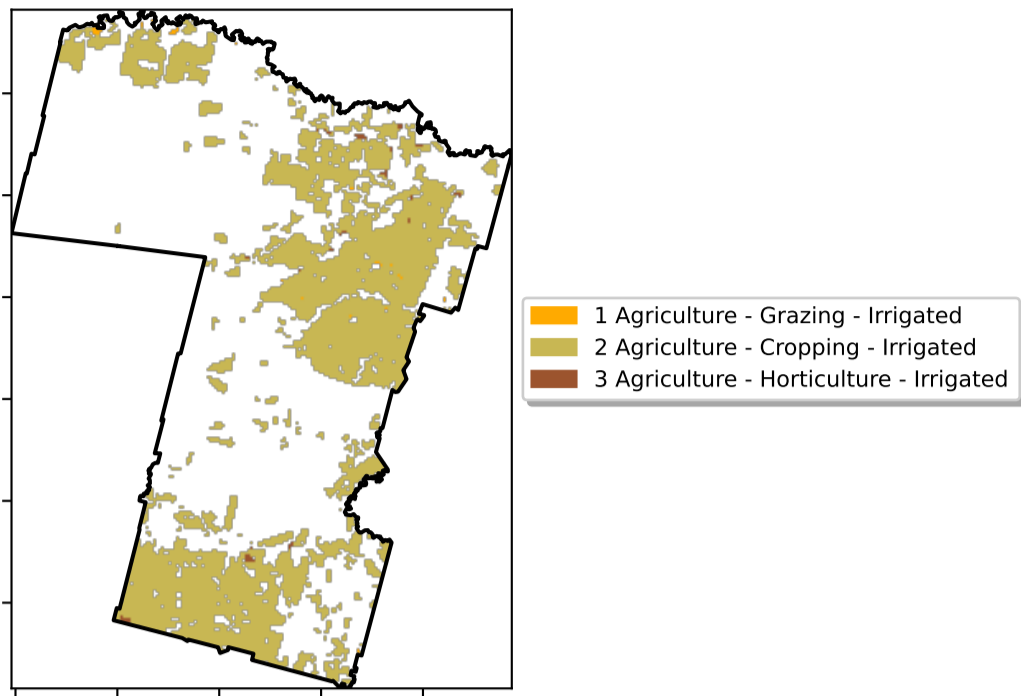 1 Agriculture - Grazing - Irrigated
2 Agriculture - Cropping - Irrigated
3 Agriculture - Horticulture - Irrigated